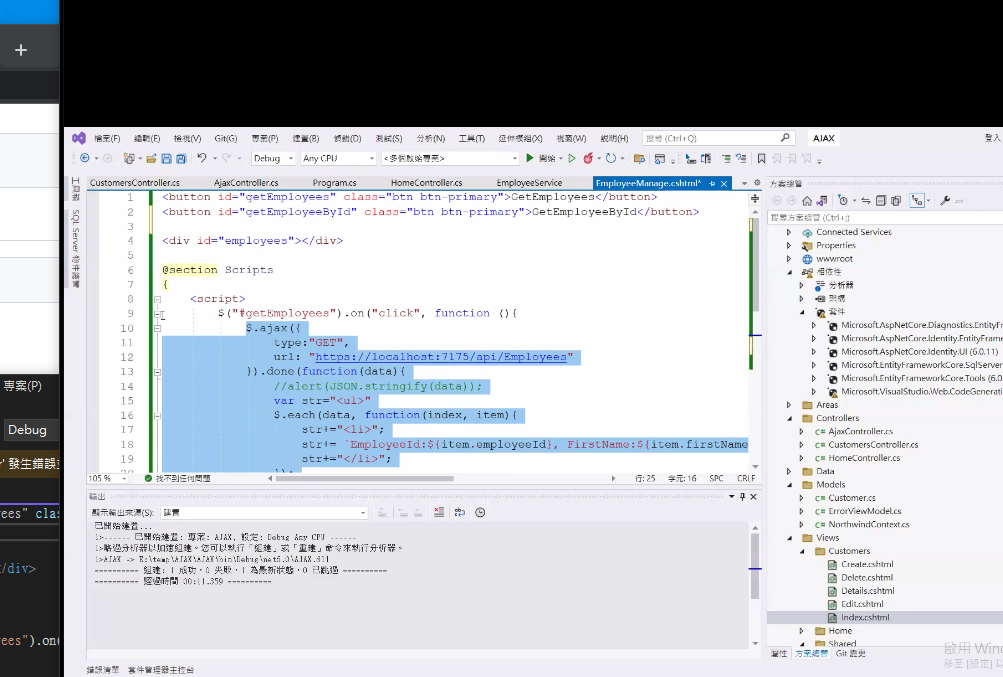 +
檔案(F) 編輯(E) 檢視(V) Git(G) 專案(P) 建置(B) 偵錯(D) 測試(S) 分析(N) 工具(T) 延伸模組(X) 視窗(W) 說明(H) 搜尋 (Ctrl+Q) AJAX 登入
Debug Any CPU <多個啟始專案> 開始
CustomersController.cs AjaxController.cs Program.cs HomeController.cs EmployeeService EmployeeManage.cshtml*
工具箱
SQL Server 物件總管
1 <button id="getEmployees" class="btn btn-primary">GetEmployees</button>
2 <button id="getEmployeeById" class="btn btn-primary">GetEmployeeById</button>
3
4 <div id="employees"></div>
5
6 @section Scripts
7 {
8 <script>
9 $("#getEmployees").on("click", function (){
10 $.ajax({
11 type:"GET",
12 url: "https://localhost:7175/api/Employees"
13 }).done(function(data){
14 //alert(JSON.stringify(data));
15 var str="<ul>"
16 $.each(data, function(index, item){
17 str+="<li>";
18 str+= `EmployeeId:${item.employeeId}, FirstName:${item.firstName
19 str+="</li>";
20 });
105 % 找不到任何問題 行: 25 字元: 16 SPC CRLF
輸出
顯示輸出來源(S): 建置
已開始建置...
1>------ 已開始建置: 專案: AJAX, 設定: Debug Any CPU ------
1>略過分析器以加速組建。您可以執行「組建」或「重建」命令來執行分析器。
1>AJAX -> E:\temp\AJAX\AJAX\bin\Debug\net6.0\AJAX.dll
========== 組建: 1 成功、0 失敗、1 為最新狀態、0 已跳過 ==========
========== 經過時間 00:11.359 ==========
錯誤清單 套件管理器主控台
方案總管
搜尋方案總管 (Ctrl+;)
Connected Services
Properties
wwwroot
相依性
分析器
架構
套件
Microsoft.AspNetCore.Diagnostics.EntityFr
Microsoft.AspNetCore.Identity.EntityFrame
Microsoft.AspNetCore.Identity.UI (6.0.11)
Microsoft.EntityFrameworkCore.SqlServer
Microsoft.EntityFrameworkCore.Tools (6.0.
Microsoft.VisualStudio.Web.CodeGenerati
Areas
Controllers
C# AjaxController.cs
C# CustomersController.cs
C# HomeController.cs
Data
Models
C# Customer.cs
C# ErrorViewModel.cs
C# NorthwindContext.cs
Views
Customers
Create.cshtml
Delete.cshtml
Details.cshtml
Edit.cshtml
Index.cshtml
Home
Shared
屬性 方案總管 Git 變更
啟用 Wind
移至 [設定] 以
專案(P)
Debug
' 發生錯誤
ees" clas
/div>
ees").on(